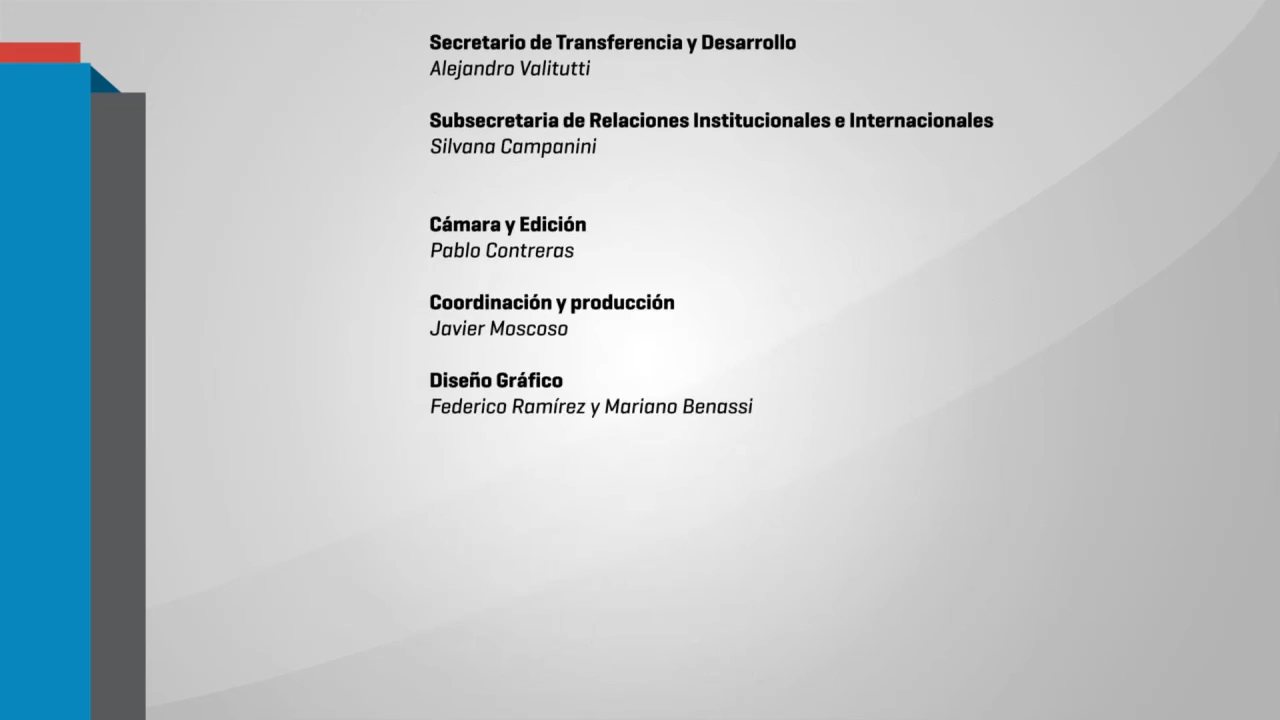 Secretario de Transferencia y Desarrollo
Alejandro Valitutti
Subsecretaria de Relaciones Institucionales e Internacionales
Silvana Campanini
Cámara y Edición
Pablo Contreras
Coordinación y producción
Javier Moscoso
Diseño Gráfico
Federico Ramírez y Mariano Benassi